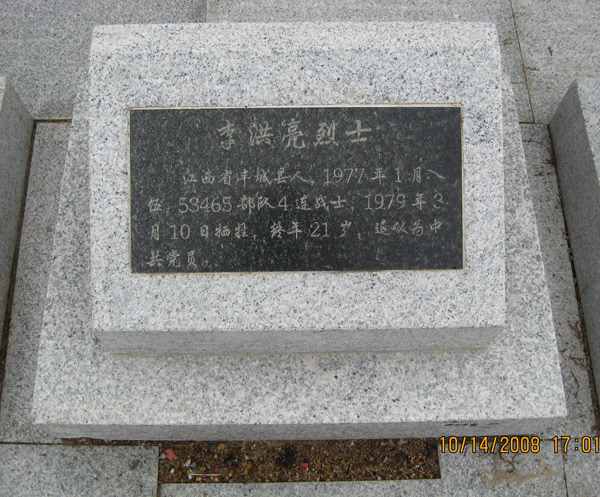 李洪亮烈士
江西省丰城县人，1977年1月入
伍，53465部队4连战士，1979年3
月10日牺牲，终年21岁，追认为中
共党员。
10/14/2008 17:01